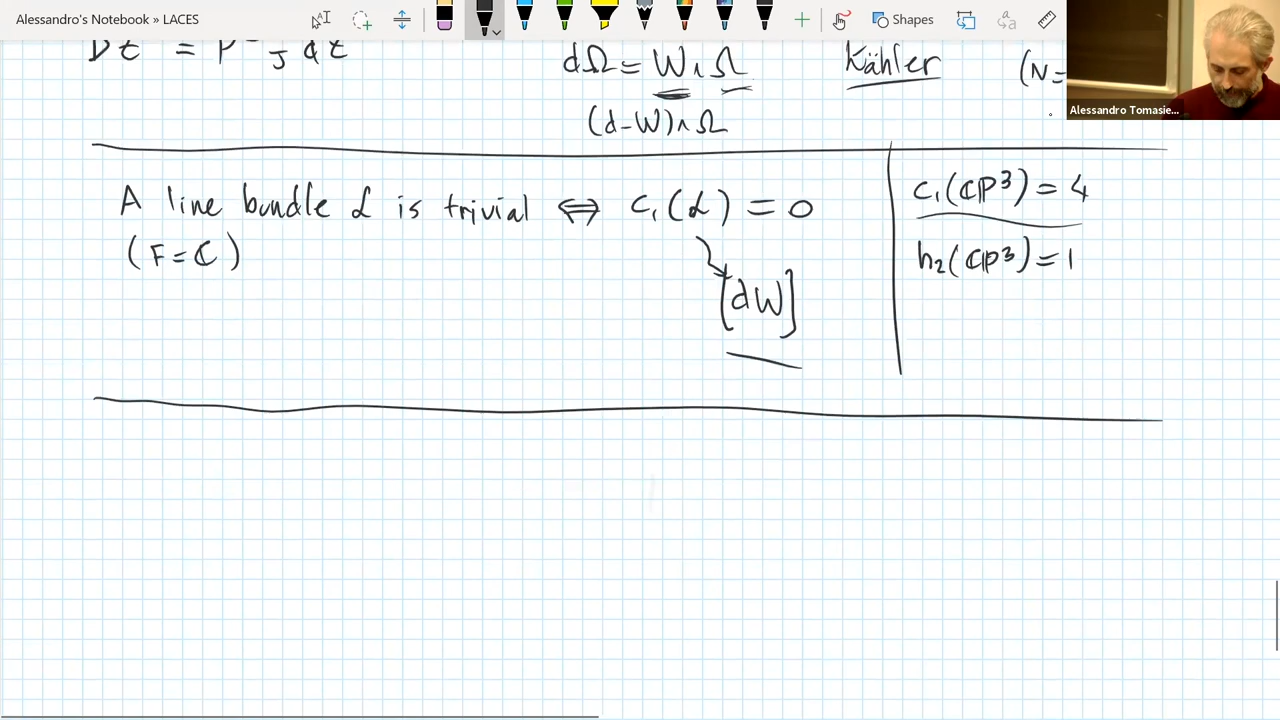 Alessandro's Notebook » LACES
Shapes
Alessandro Tomasie...
dΩ = W∧Ω
Kähler
(N=
(d-W)∧Ω
A line bundle L is trivial ⟺ c₁(L) = 0
(F=ℂ)
[dW]
c₁(ℂP³) = 4
h₂(ℂP³) = 1